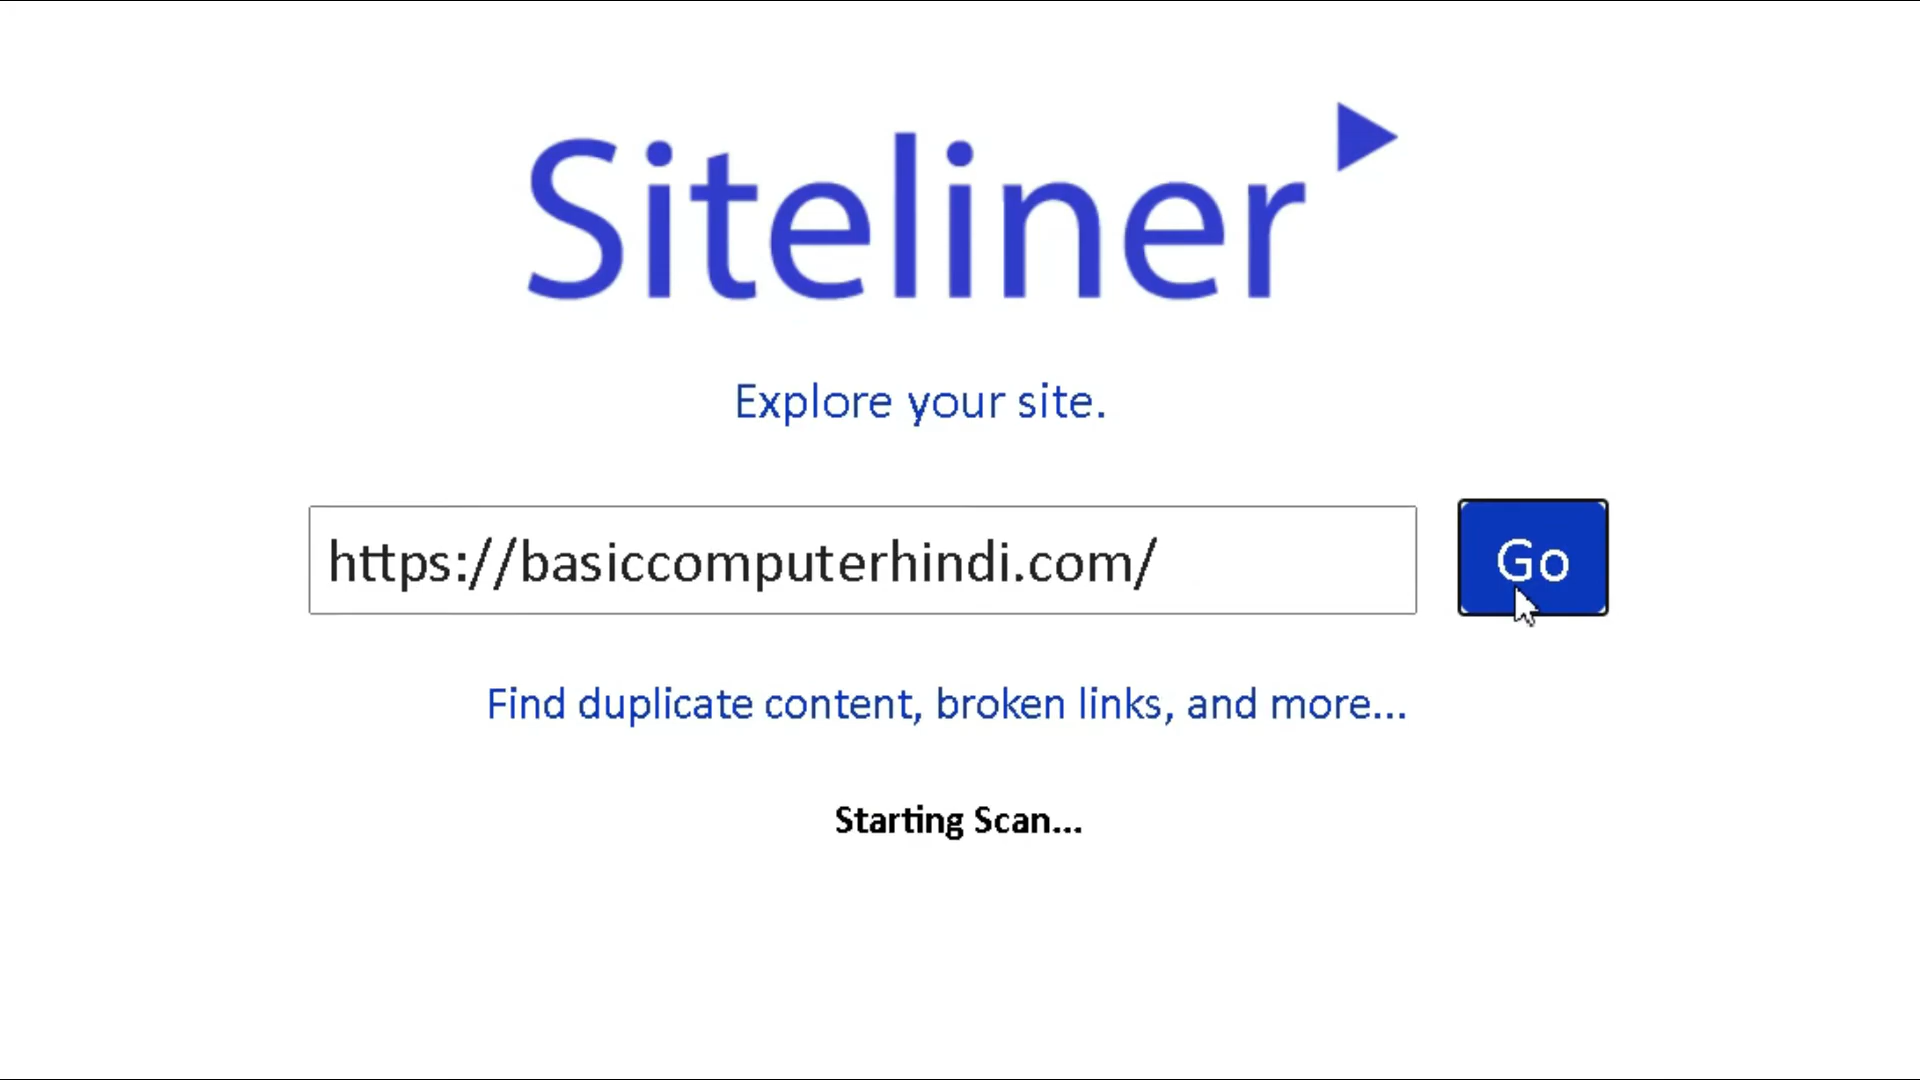 Siteliner
Explore your site.
https://basiccomputerhindi.com/
Go
Find duplicate content, broken links, and more...
Starting Scan...